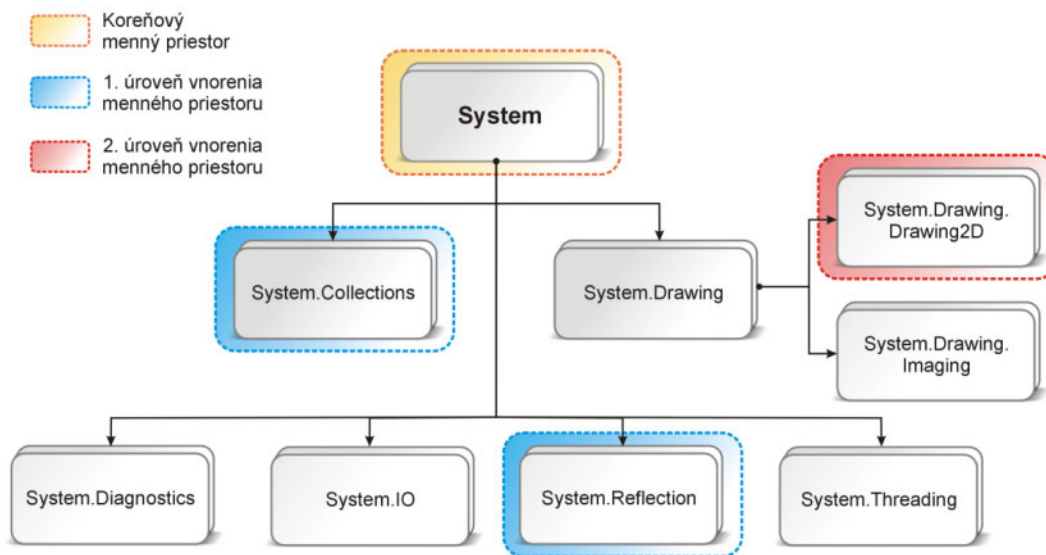 Koreňový
menný priestor
1. úroveň vnorenia
menného priestoru
2. úroveň vnorenia
menného priestoru
System
System.Collections
System.Drawing
System.Drawing.
Drawing2D
System.Drawing.
Imaging
System.Diagnostics
System.IO
System.Reflection
System.Threading